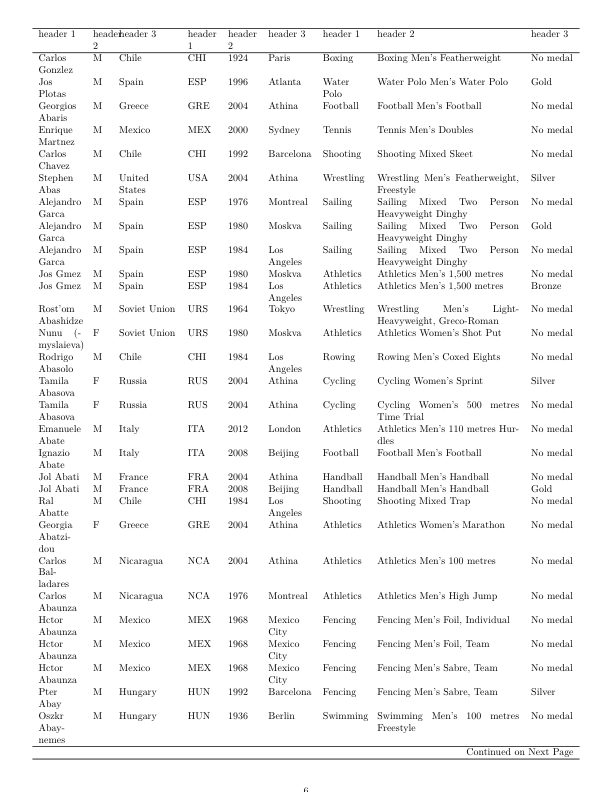 header 1 header 2 header 3 header 1 header 2 header 3 header 1 header 2 header 3
Carlos Gonzlez M Chile CHI 1924 Paris Boxing Boxing Men's Featherweight No medal
Jos Plotas M Spain ESP 1996 Atlanta Water Polo Water Polo Men's Water Polo Gold
Georgios Abaris M Greece GRE 2004 Athina Football Football Men's Football No medal
Enrique Martnez M Mexico MEX 2000 Sydney Tennis Tennis Men's Doubles No medal
Carlos Chavez M Chile CHI 1992 Barcelona Shooting Shooting Mixed Skeet No medal
Stephen Abas M United States USA 2004 Athina Wrestling Wrestling Men's Featherweight, Freestyle Silver
Alejandro Garca M Spain ESP 1976 Montreal Sailing Sailing Mixed Two Person Heavyweight Dinghy No medal
Alejandro Garca M Spain ESP 1980 Moskva Sailing Sailing Mixed Two Person Heavyweight Dinghy Gold
Alejandro Garca M Spain ESP 1984 Los Angeles Sailing Sailing Mixed Two Person Heavyweight Dinghy No medal
Jos Gmez M Spain ESP 1980 Moskva Athletics Athletics Men's 1,500 metres No medal
Jos Gmez M Spain ESP 1984 Los Angeles Athletics Athletics Men's 1,500 metres Bronze
Rost'om Abashidze M Soviet Union URS 1964 Tokyo Wrestling Wrestling Men's Light-Heavyweight, Greco-Roman No medal
Nunu (-myslaieva) F Soviet Union URS 1980 Moskva Athletics Athletics Women's Shot Put No medal
Rodrigo Abasolo M Chile CHI 1984 Los Angeles Rowing Rowing Men's Coxed Eights No medal
Tamila Abasova F Russia RUS 2004 Athina Cycling Cycling Women's Sprint Silver
Tamila Abasova F Russia RUS 2004 Athina Cycling Cycling Women's 500 metres Time Trial No medal
Emanuele Abate M Italy ITA 2012 London Athletics Athletics Men's 110 metres Hurdles No medal
Ignazio Abate M Italy ITA 2008 Beijing Football Football Men's Football No medal
Jol Abati M France FRA 2004 Athina Handball Handball Men's Handball No medal
Jol Abati M France FRA 2008 Beijing Handball Handball Men's Handball Gold
Ral Abatte M Chile CHI 1984 Los Angeles Shooting Shooting Mixed Trap No medal
Georgia Abatzidou F Greece GRE 2004 Athina Athletics Athletics Women's Marathon No medal
Carlos Balladares M Nicaragua NCA 2004 Athina Athletics Athletics Men's 100 metres No medal
Carlos Abaunza M Nicaragua NCA 1976 Montreal Athletics Athletics Men's High Jump No medal
Hctor Abaunza M Mexico MEX 1968 Mexico City Fencing Fencing Men's Foil, Individual No medal
Hctor Abaunza M Mexico MEX 1968 Mexico City Fencing Fencing Men's Foil, Team No medal
Hctor Abaunza M Mexico MEX 1968 Mexico City Fencing Fencing Men's Sabre, Team No medal
Pter Abay M Hungary HUN 1992 Barcelona Fencing Fencing Men's Sabre, Team Silver
Oszkr Abay-nemes M Hungary HUN 1936 Berlin Swimming Swimming Men's 100 metres Freestyle No medal
Continued on Next Page
6